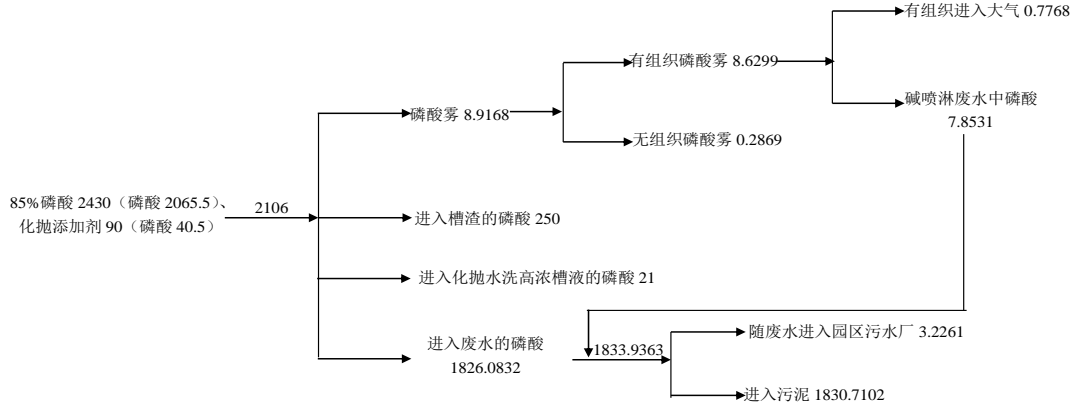 有组织进入大气 0.7768
有组织磷酸雾 8.6299
碱喷淋废水中磷酸
7.8531
磷酸雾 8.9168
无组织磷酸雾 0.2869
85%磷酸 2430（磷酸 2065.5）、
化抛添加剂 90（磷酸 40.5）
2106
进入槽渣的磷酸 250
进入化抛水洗高浓槽液的磷酸 21
进入废水的磷酸
1826.0832
1833.9363
随废水进入园区污水厂 3.2261
进入污泥 1830.7102